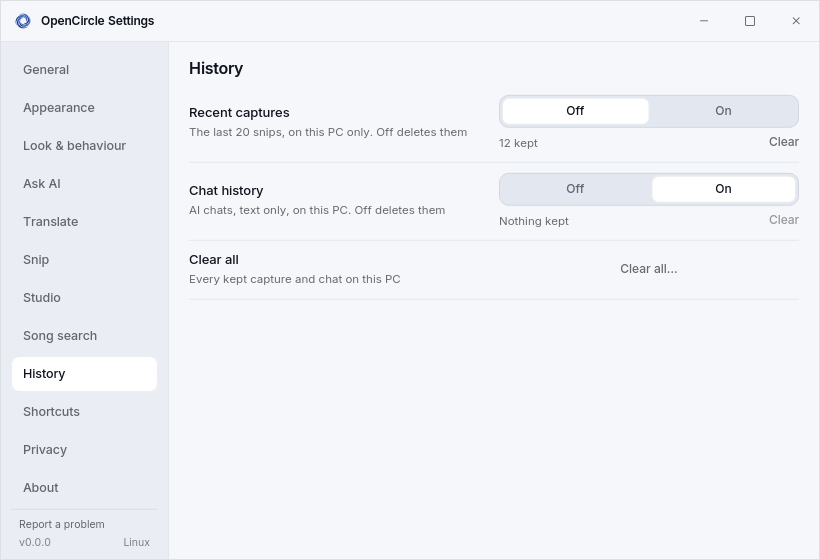 OpenCircle Settings
General
Appearance
Look & behaviour
Ask AI
Translate
Snip
Studio
Song search
History
Shortcuts
Privacy
About
Report a problem
v0.0.0 Linux
History
Recent captures
The last 20 snips, on this PC only. Off deletes them
Off On
12 kept Clear
Chat history
AI chats, text only, on this PC. Off deletes them
Off On
Nothing kept Clear
Clear all
Every kept capture and chat on this PC
Clear all...